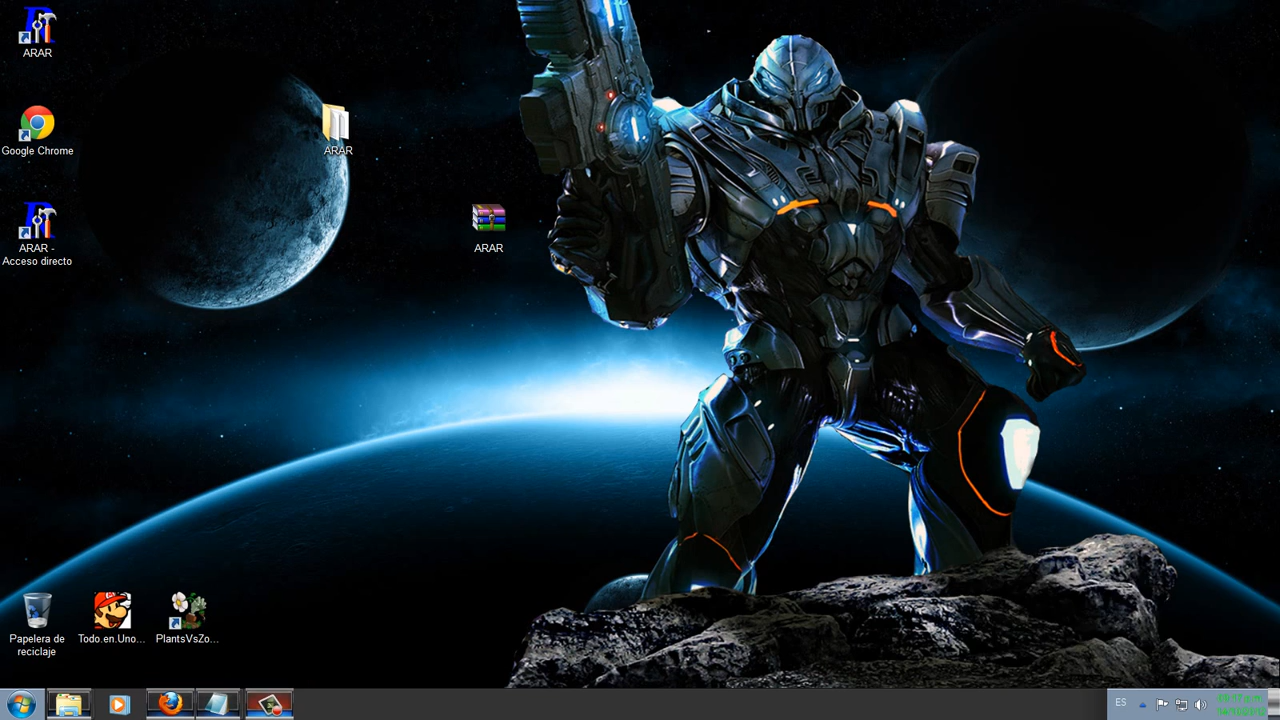 ARAR
Google Chrome
ARAR
ARAR -
Acceso directo
ARAR
Papelera de
reciclaje
Todo.en.Uno...
PlantsVsZo...
ES